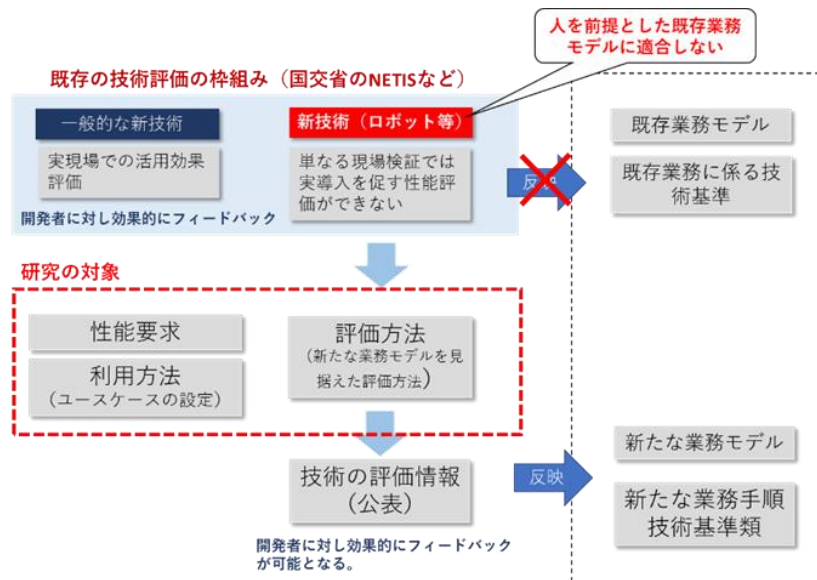 人を前提とした既存業務
モデルに適合しない
既存の技術評価の枠組み（国交省のNETISなど）
一般的な新技術
実現場での活用効果
評価
新技術（ロボット等）
単なる現場検証では
実導入を促す性能評
価ができない
開発者に対し効果的にフィードバック
反映
既存業務モデル
既存業務に係る技
術基準
研究の対象
性能要求
利用方法
(ユースケースの設定)
評価方法
(新たな業務モデルを見
据えた評価方法)
技術の評価情報
(公表)
開発者に対し効果的にフィードバック
が可能となる。
反映
新たな業務モデル
新たな業務手順
技術基準類